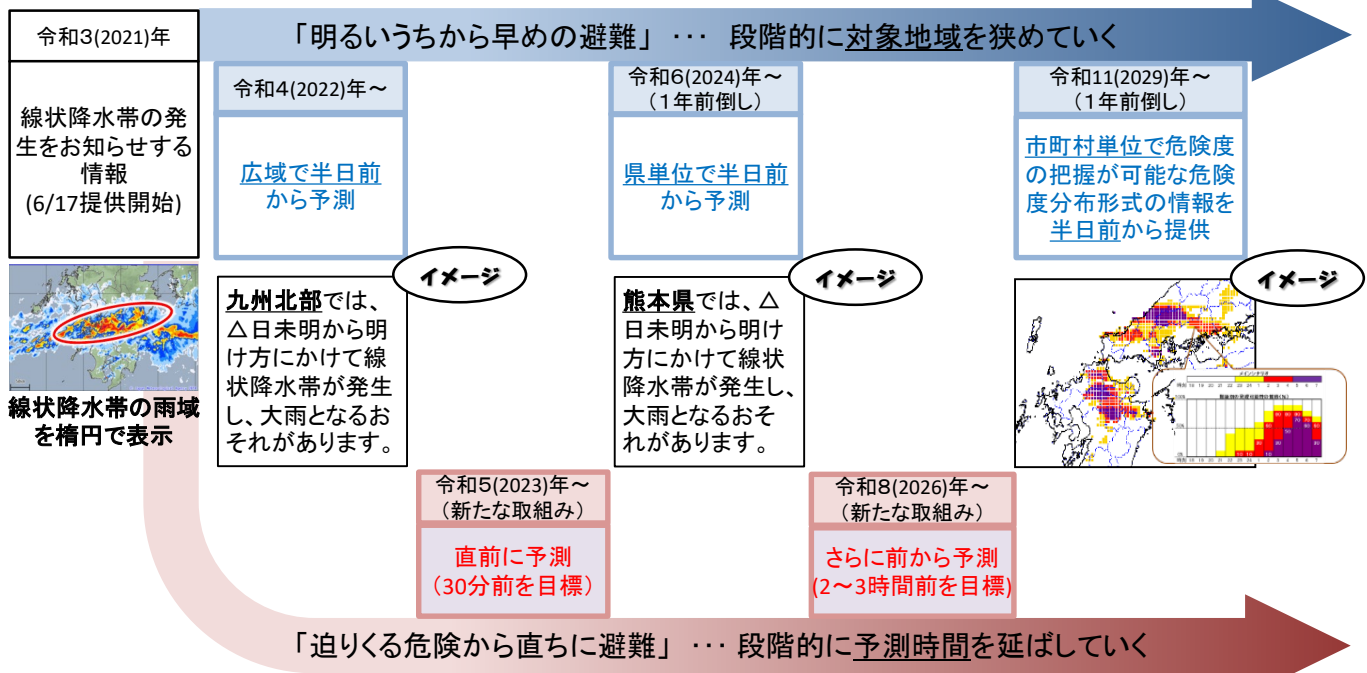 令和3(2021)年
「明るいうちから早めの避難」 ･･･ 段階的に対象地域を狭めていく
線状降水帯の発
生をお知らせする
情報
(6/17提供開始)
令和4(2022)年～
広域で半日前
から予測
令和6(2024)年～
（1年前倒し）
県単位で半日前
から予測
令和11(2029)年～
（1年前倒し）
市町村単位で危険度
の把握が可能な危険
度分布形式の情報を
半日前から提供
線状降水帯の雨域
を楕円で表示
イメージ
九州北部では、
△日未明から明
け方にかけて線
状降水帯が発生
し、大雨となるお
それがあります。
イメージ
熊本県では、△
日未明から明け
方にかけて線状
降水帯が発生し、
大雨となるおそ
れがあります。
イメージ
メインシナリオ
令和5(2023)年～
（新たな取組み）
直前に予測
（30分前を目標）
令和8(2026)年～
（新たな取組み）
さらに前から予測
(2～3時間前を目標)
「迫りくる危険から直ちに避難」 ･･･ 段階的に予測時間を延ばしていく